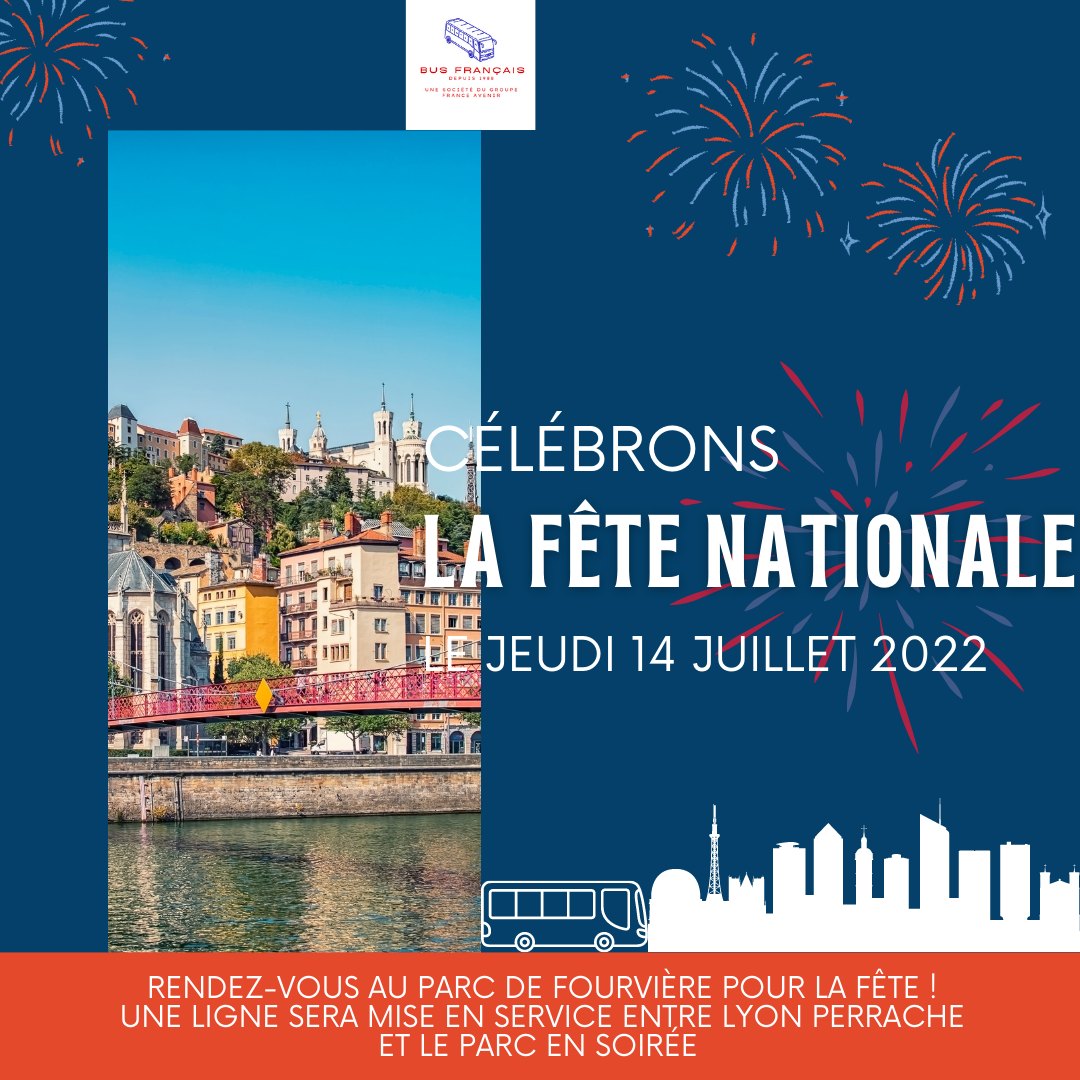 BUS FRANÇAIS
DEPUIS 1988
UNE SOCIÉTÉ DU GROUPE
FRANCE AVENIR
CÉLÉBRONS
LA FÊTE NATIONALE
LE JEUDI 14 JUILLET 2022
RENDEZ-VOUS AU PARC DE FOURVIÈRE POUR LA FÊTE !
UNE LIGNE SERA MISE EN SERVICE ENTRE LYON PERRACHE
ET LE PARC EN SOIRÉE